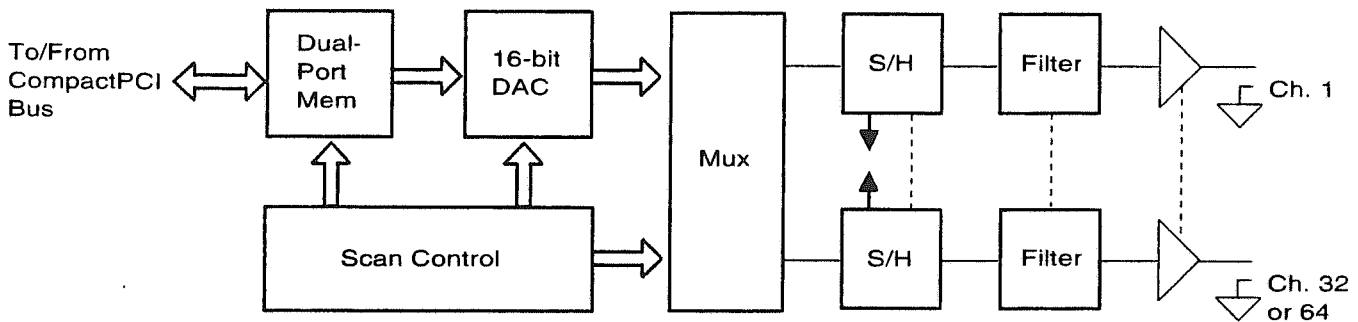 To/From
CompactPCI
Bus
Dual-
Port
Mem
16-bit
DAC
Scan Control
Mux
S/H
Filter
Ch. 1
S/H
Filter
Ch. 32
or 64